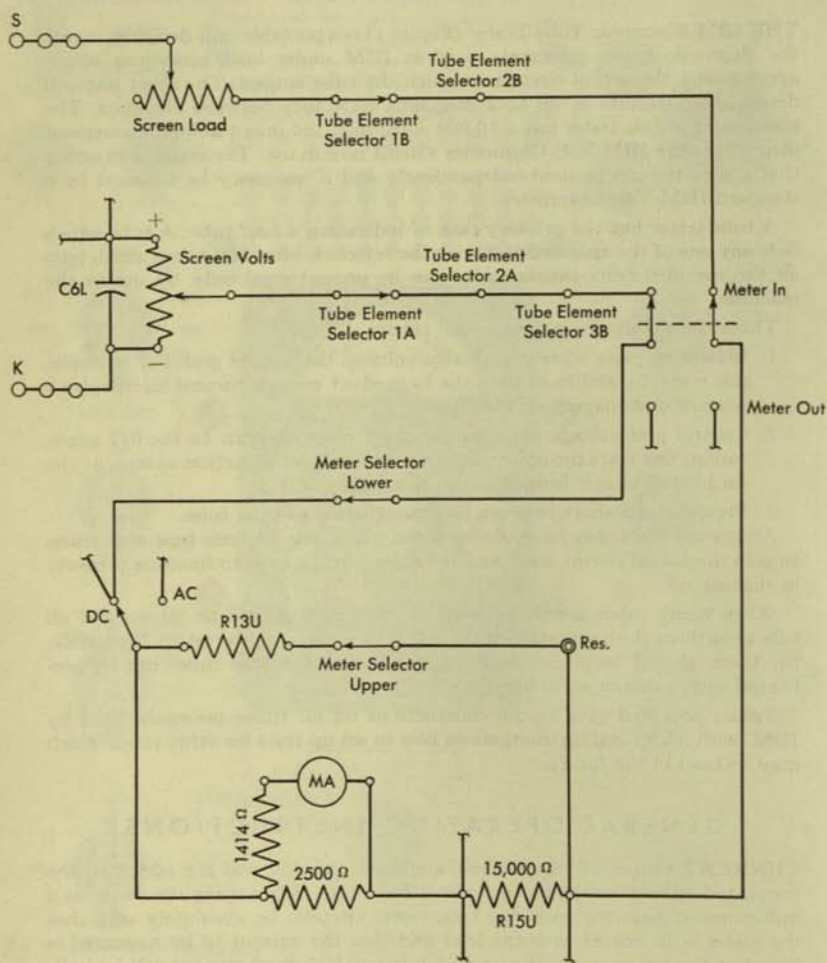 S
Screen Load
Tube Element
Selector 1B
Tube Element
Selector 2B
+
Screen Volts
C6L
−
K
Tube Element
Selector 1A
Tube Element
Selector 2A
Tube Element
Selector 3B
Meter In
Meter Out
Meter Selector
Lower
DC
AC
R13U
Meter Selector
Upper
Res.
MA
1414 Ω
2500 Ω
15,000 Ω
R15U